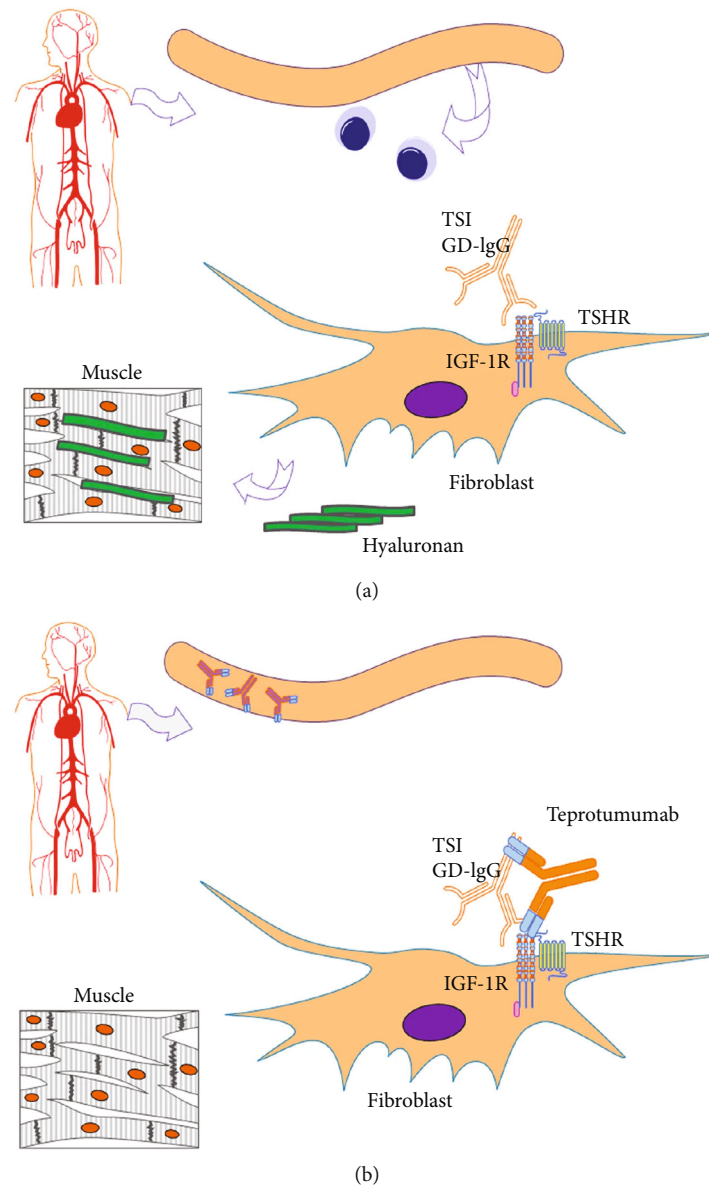 TSI
GD-lgG
TSHR
IGF-1R
Muscle
Fibroblast
Hyaluronan
(a)
Teprotumumab
TSI
GD-lgG
TSHR
IGF-1R
Muscle
Fibroblast
(b)